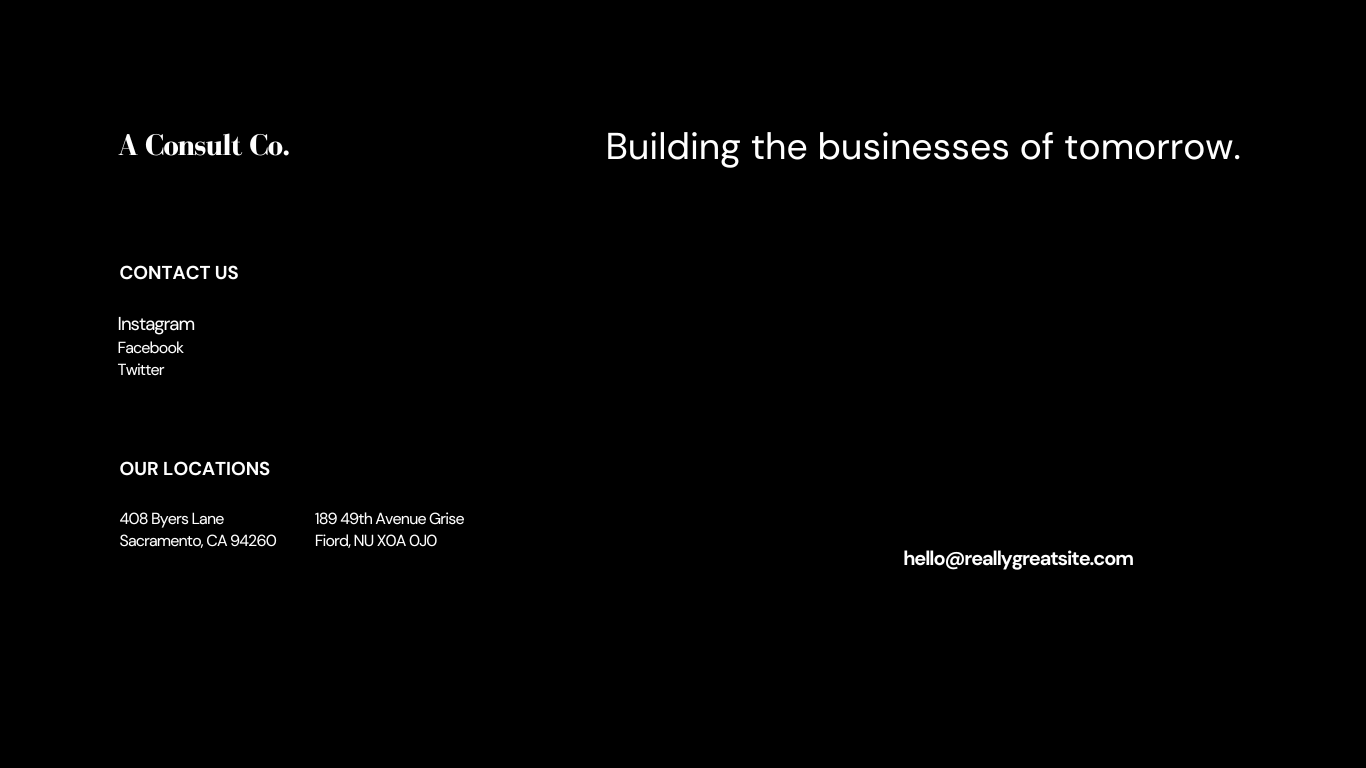 A Consult Co.
Building the businesses of tomorrow.
CONTACT US
Instagram
Facebook
Twitter
OUR LOCATIONS
408 Byers Lane
Sacramento, CA 94260
189 49th Avenue Grise
Fiord, NU X0A 0J0
hello@reallygreatsite.com